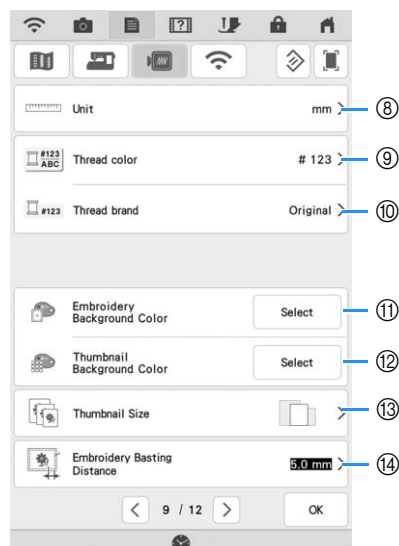 ?
Unit mm ⑧
#123
ABC
Thread color # 123 ⑨
#123 Thread brand Original ⑩
Embroidery
Background Color Select ⑪
Thumbnail
Background Color Select ⑫
Thumbnail Size ⑬
Embroidery Basting
Distance 5.0 mm ⑭
9 / 12 OK